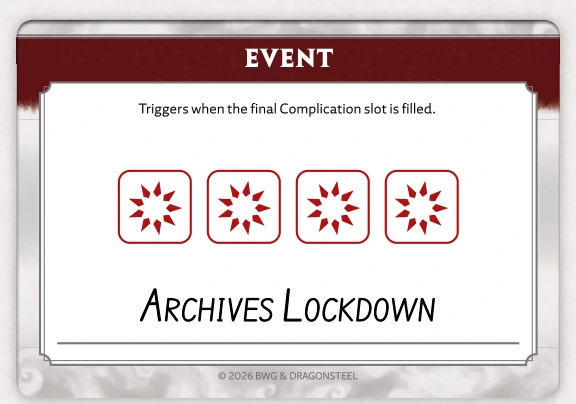 EVENT
Triggers when the final Complication slot is filled.
ARCHIVES LOCKDOWN
© 2026 BWG & DRAGONSTEEL